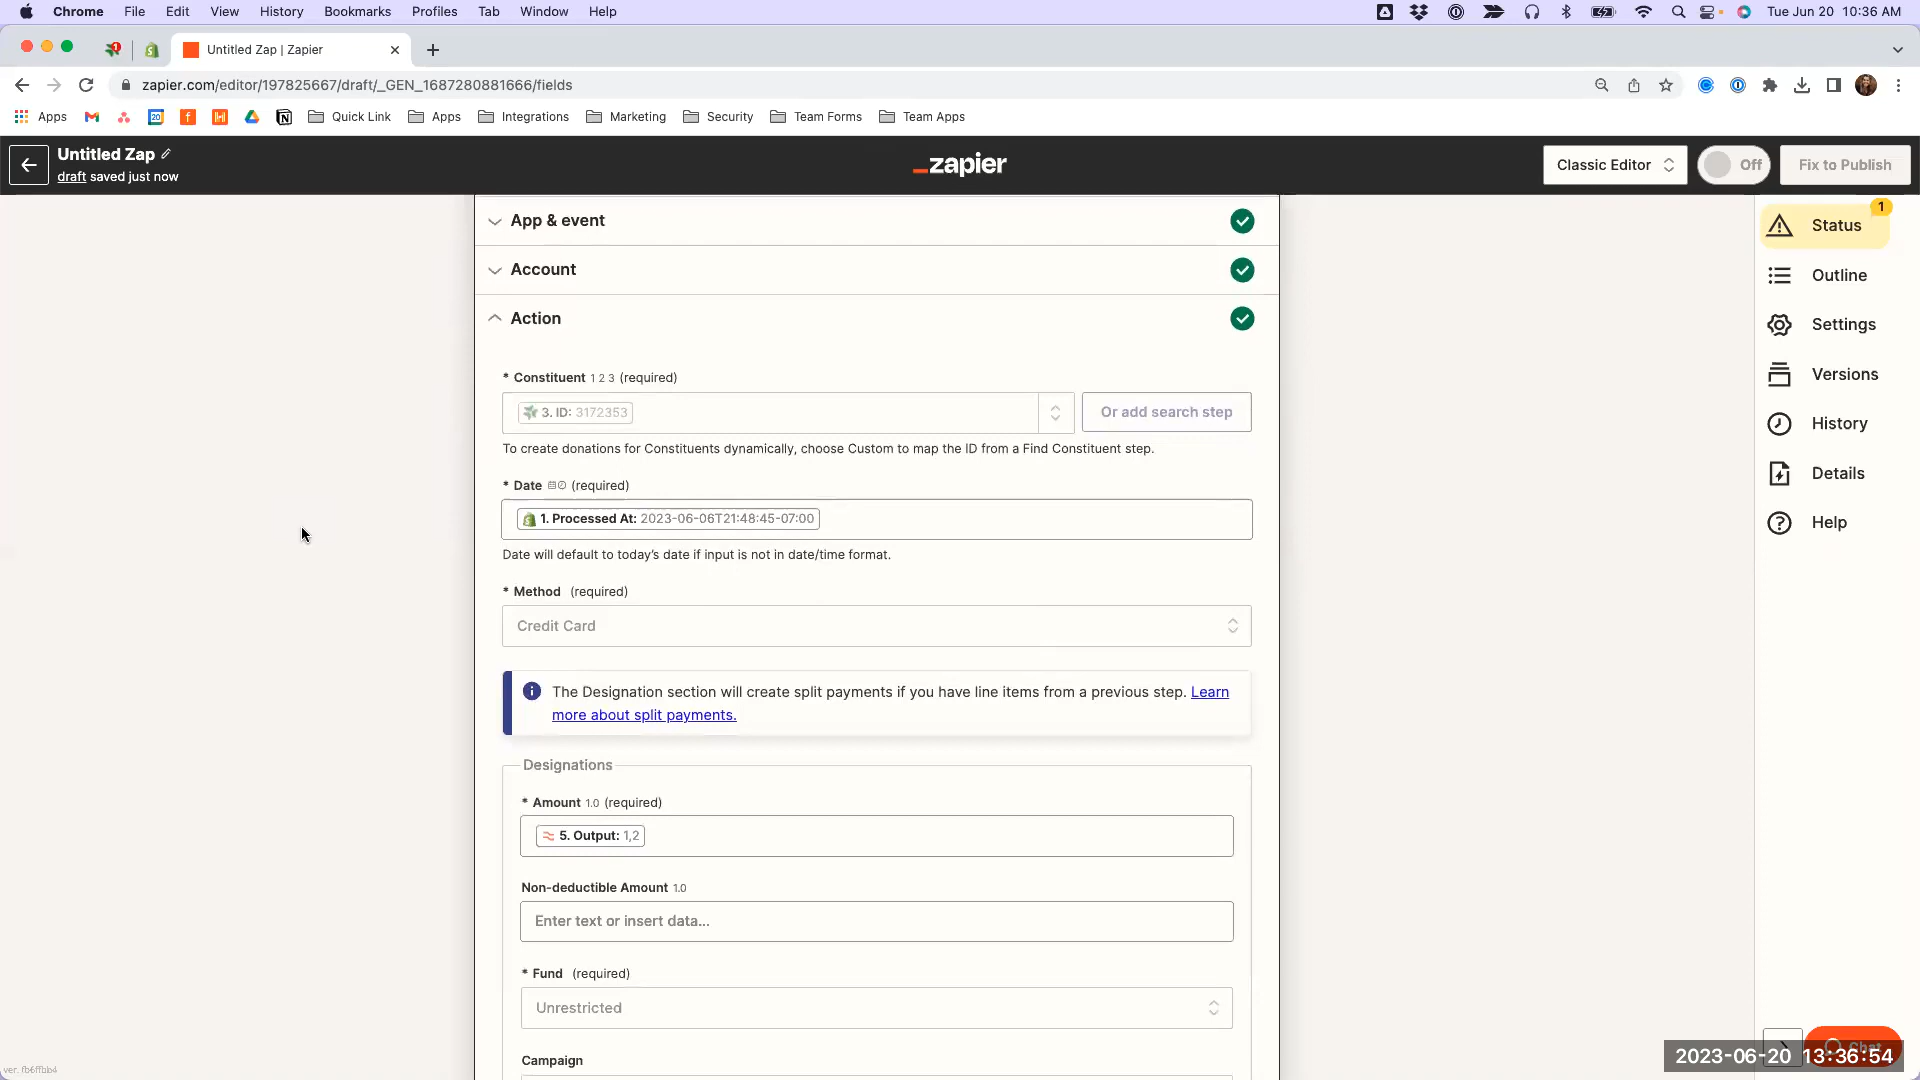 Chrome File Edit View History Bookmarks Profiles Tab Window Help Tue Jun 20 10:36 AM
1 Untitled Zap | Zapier
zapier.com/editor/197825667/draft/_GEN_1687280881666/fields
Apps 20 Quick Link Apps Integrations Marketing Security Team Forms Team Apps
Untitled Zap
draft saved just now
_zapier
Classic Editor
Off
Fix to Publish
App & event
Account
Action
* Constituent 1 2 3 (required)
3. ID: 3172353
Or add search step
To create donations for Constituents dynamically, choose Custom to map the ID from a Find Constituent step.
* Date (required)
1. Processed At: 2023-06-06T21:48:45-07:00
Date will default to today's date if input is not in date/time format.
* Method (required)
Credit Card
The Designation section will create split payments if you have line items from a previous step. Learn
more about split payments.
Designations
* Amount 1.0 (required)
5. Output: 1,2
Non-deductible Amount 1.0
Enter text or insert data...
* Fund (required)
Unrestricted
Campaign
1
Status
Outline
Settings
Versions
History
Details
Help
Chat
2023-06-20 13:36:54
ver. fb6ffbb4